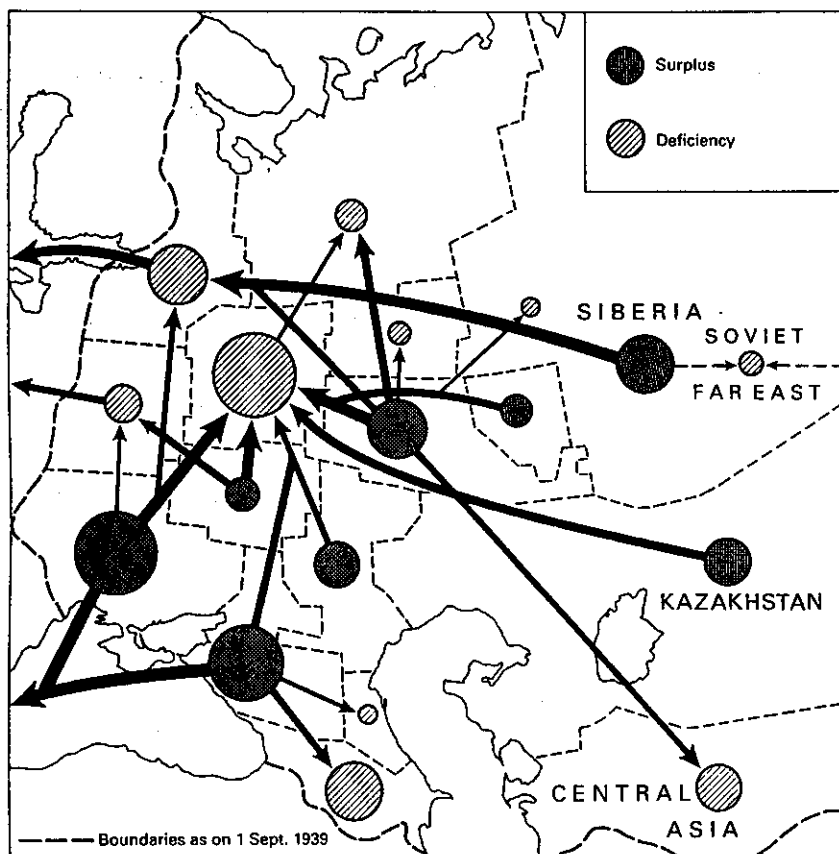 Surplus
Deficiency
SIBERIA
SOVIET
FAR EAST
KAZAKHSTAN
CENTRAL
ASIA
Boundaries as on 1 Sept. 1939